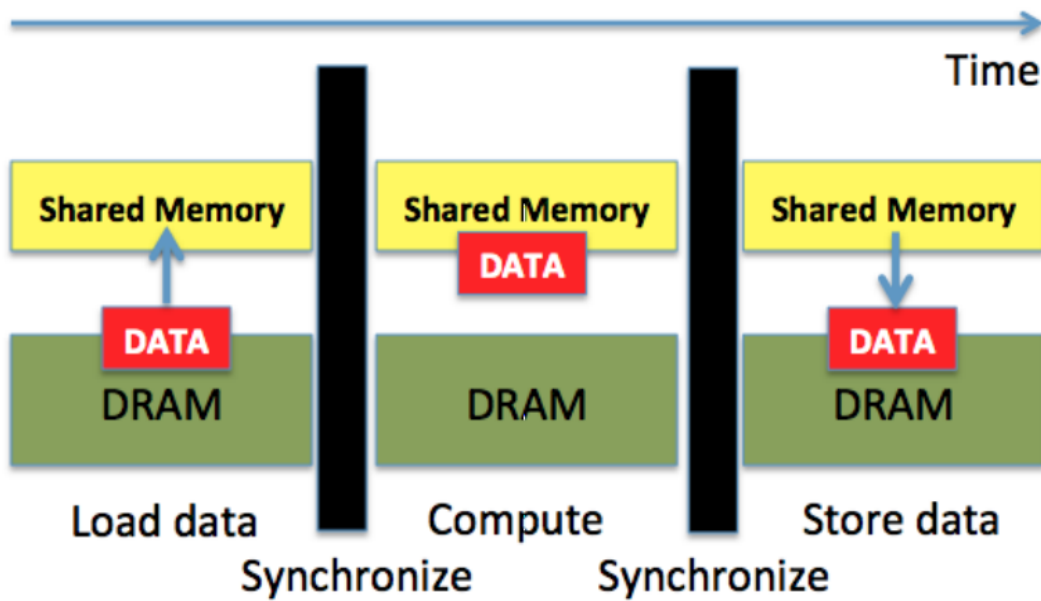 Time
Shared Memory
Shared Memory
Shared Memory
DATA
DATA
DATA
DRAM
DRAM
DRAM
Load data
Compute
Store data
Synchronize
Synchronize